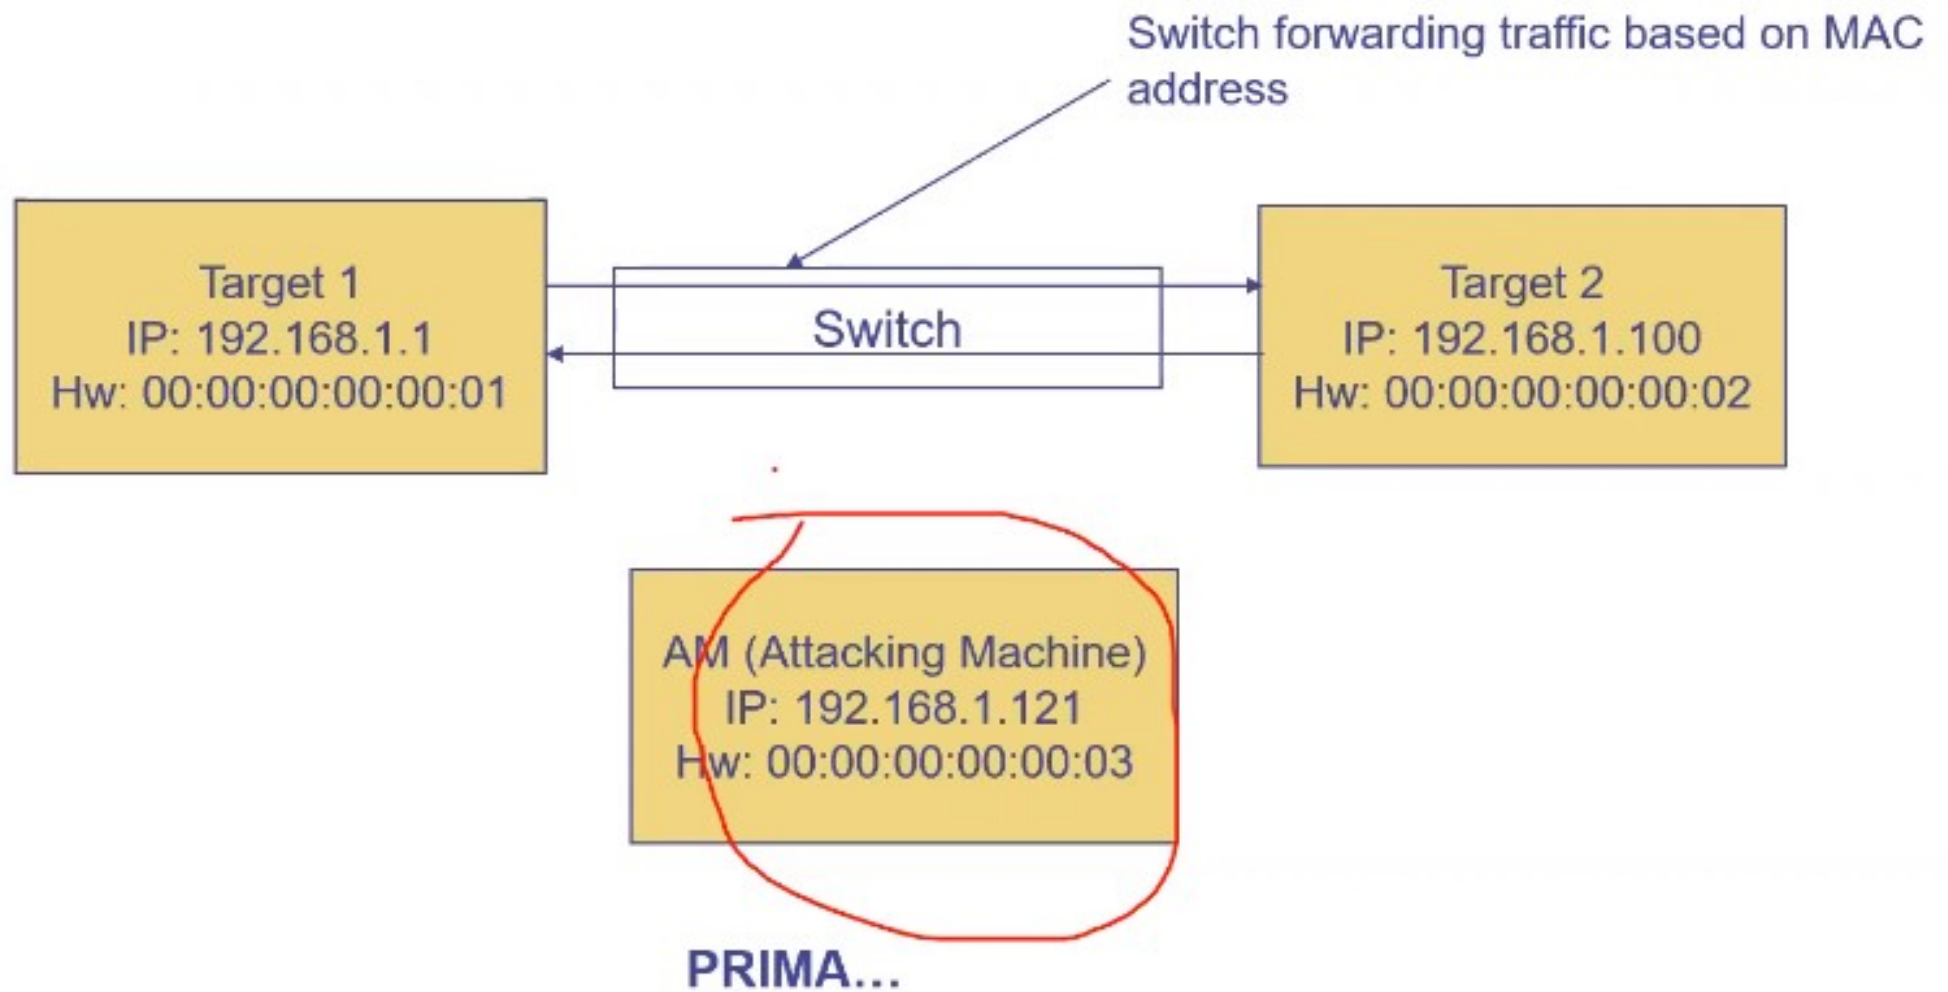 Switch forwarding traffic based on MAC
address
Target 1
IP: 192.168.1.1
Hw: 00:00:00:00:00:01
Switch
Target 2
IP: 192.168.1.100
Hw: 00:00:00:00:00:02
AM (Attacking Machine)
IP: 192.168.1.121
Hw: 00:00:00:00:00:03
PRIMA...